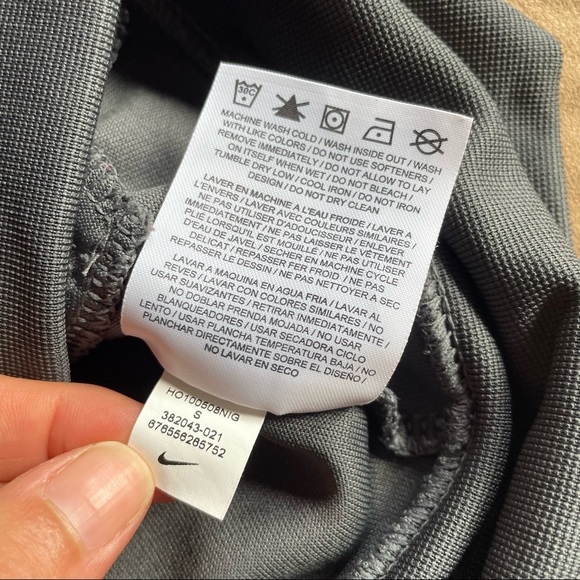 30C
MACHINE WASH COLD / WASH INSIDE OUT / WASH
WITH LIKE COLORS / DO NOT USE SOFTENERS /
REMOVE IMMEDIATELY / DO NOT ALLOW TO LAY
ON ITSELF WHEN WET / DO NOT BLEACH /
TUMBLE DRY LOW / COOL IRON / DO NOT IRON
DESIGN / DO NOT DRY CLEAN
LAVER EN MACHINE A L'EAU FROIDE / LAVER A
L'ENVERS / LAVER AVEC COULEURS SIMILAIRES /
NE PAS UTILISER D'ADOUCISSEUR / ENLEVER
IMMEDIATEMENT / NE PAS LAISSER LE VÊTEMENT
PLIÉ LORSQU'IL EST MOUILLÉ / NE PAS UTILISER
D'EAU DE JAVEL / SECHER EN MACHINE CYCLE
DELICAT / REPASSER FER FROID / NE PAS
REPASSER LE DESSIN / NE PAS NETTOYER A SEC
LAVAR A MAQUINA EN AGUA FRIA / LAVAR AL
REVES / LAVAR CON COLORES SIMILARES / NO
USAR SUAVIZANTES / RETIRAR INMEDIATAMENTE /
NO DOBLAR PRENDA MOJADA / NO USAR
BLANQUEADORES / USAR SECADORA CICLO
LENTO / USAR PLANCHA TEMPERATURA BAJA / NO
PLANCHAR DIRECTAMENTE SOBRE EL DISEÑO /
NO LAVAR EN SECO
HO100508NIG
S
382043-021
676556265752